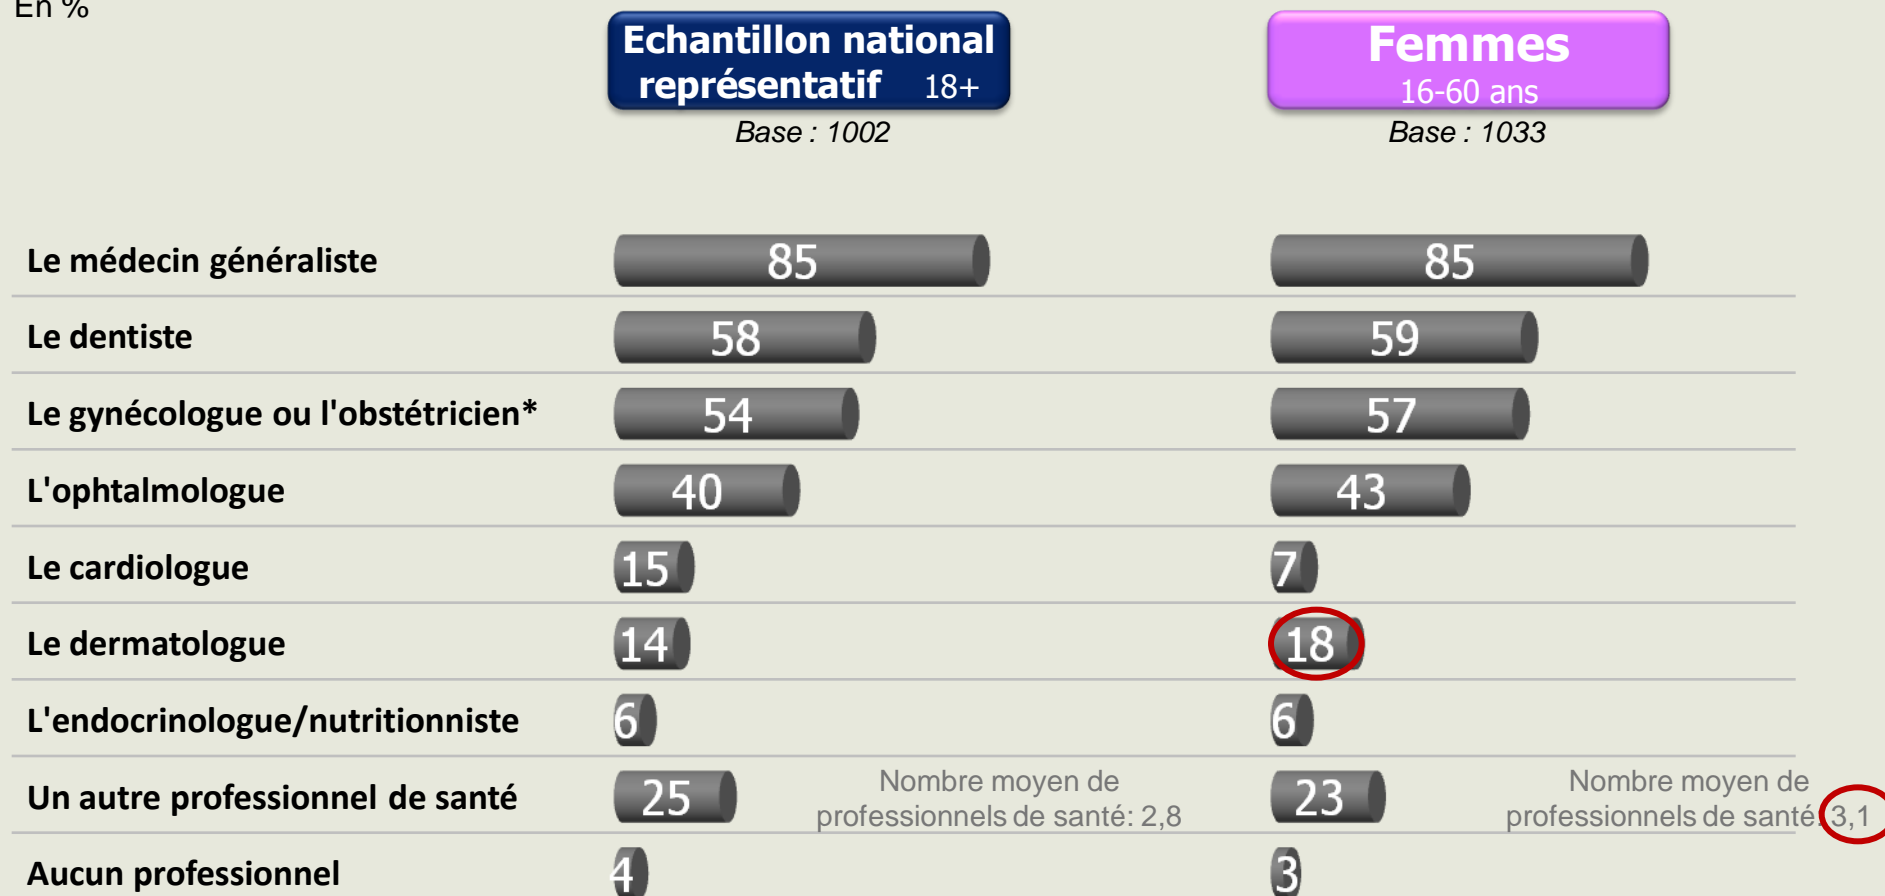 En %
Echantillon national
représentatif 18+
Base : 1002
Femmes
16-60 ans
Base : 1033
Le médecin généraliste 85 85
Le dentiste 58 59
Le gynécologue ou l'obstétricien* 54 57
L'ophtalmologue 40 43
Le cardiologue 15 7
Le dermatologue 14 18
L'endocrinologue/nutritionniste 6 6
Un autre professionnel de santé 25 23
Nombre moyen de
professionnels de santé: 2,8
Nombre moyen de
professionnels de santé: 3,1
Aucun professionnel 4 3